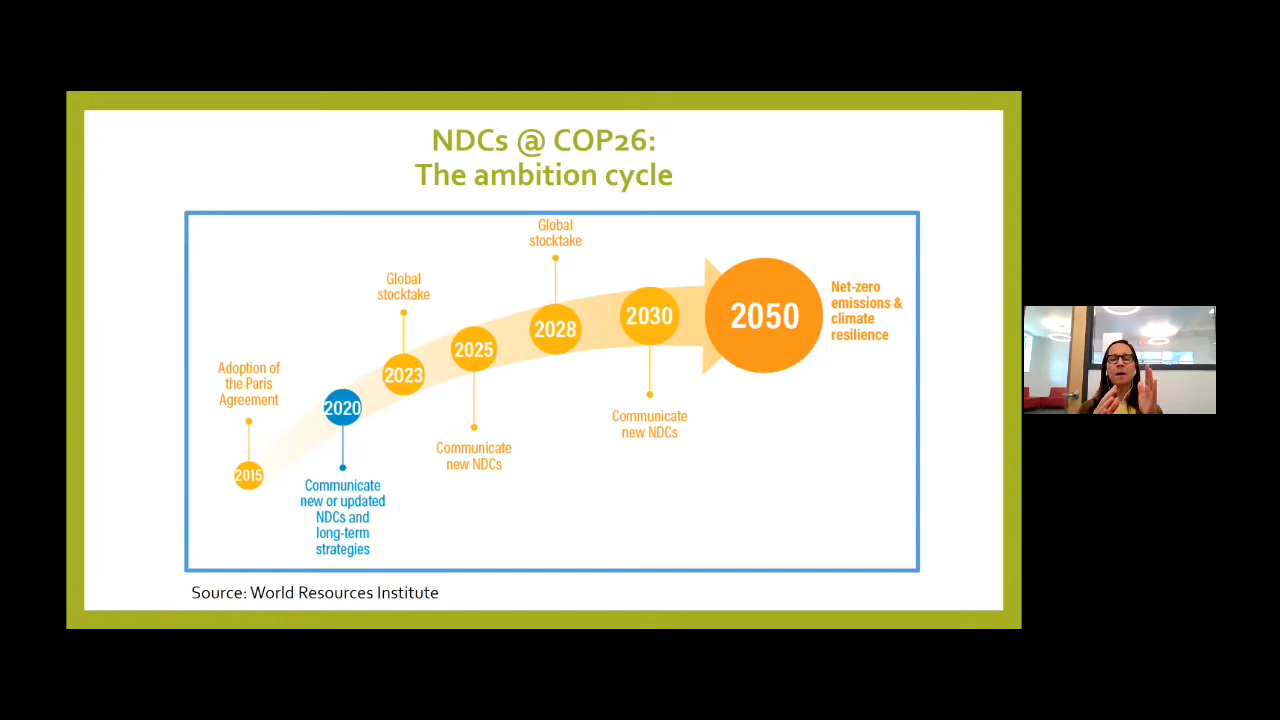 NDCs @ COP26:
The ambition cycle
Adoption of
the Paris
Agreement
2015
2020
Communicate
new or updated
NDCs and
long-term
strategies
Global
stocktake
2023
2025
Communicate
new NDCs
Global
stocktake
2028
2030
Communicate
new NDCs
2050
Net-zero
emissions &
climate
resilience
Source: World Resources Institute